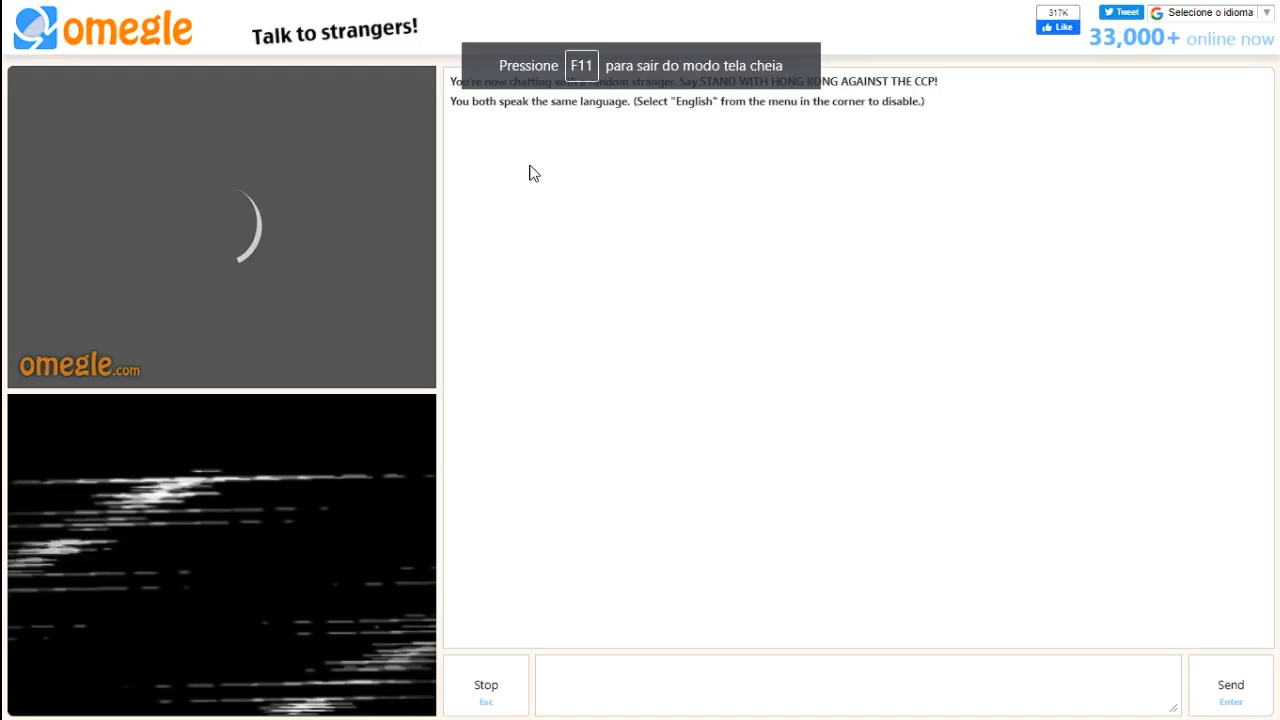 omegle
Talk to strangers!
317K
Like
Tweet
Selecione o idioma
33,000+ online now
Pressione F11 para sair do modo tela cheia
You're now chatting with a random stranger. Say STAND WITH HONG KONG AGAINST THE CCP!
You both speak the same language. (Select "English" from the menu in the corner to disable.)
omegle.com
Stop
Esc
Send
Enter